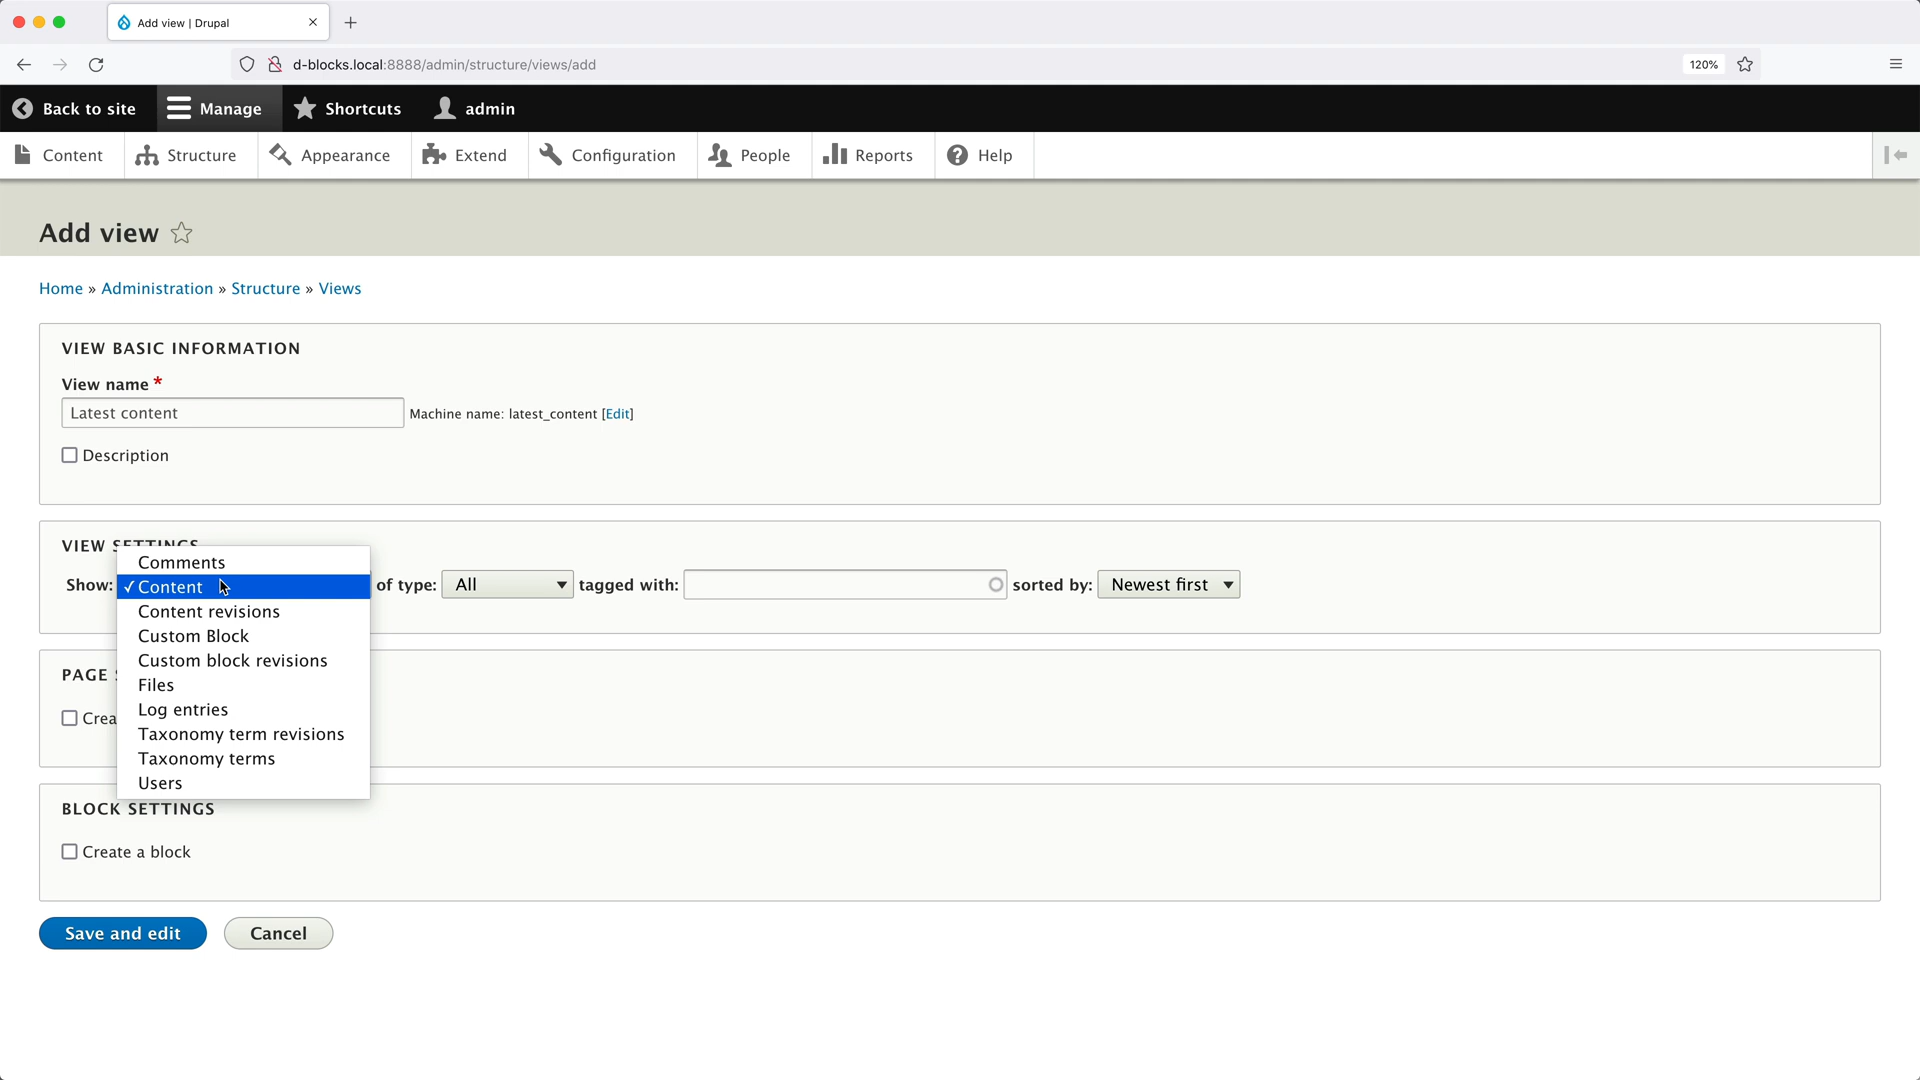 Add view | Drupal
d-blocks.local:8888/admin/structure/views/add
120%
Back to site
Manage
Shortcuts
admin
Content
Structure
Appearance
Extend
Configuration
People
Reports
Help
Add view
Home » Administration » Structure » Views
VIEW BASIC INFORMATION
View name *
Latest content
Machine name: latest_content [Edit]
Description
VIEW SETTINGS
Show:
Comments
✓ Content
Content revisions
Custom Block
Custom block revisions
Files
Log entries
Taxonomy term revisions
Taxonomy terms
Users
of type: All
tagged with:
sorted by: Newest first
PAGE
Crea
BLOCK SETTINGS
Create a block
Save and edit
Cancel